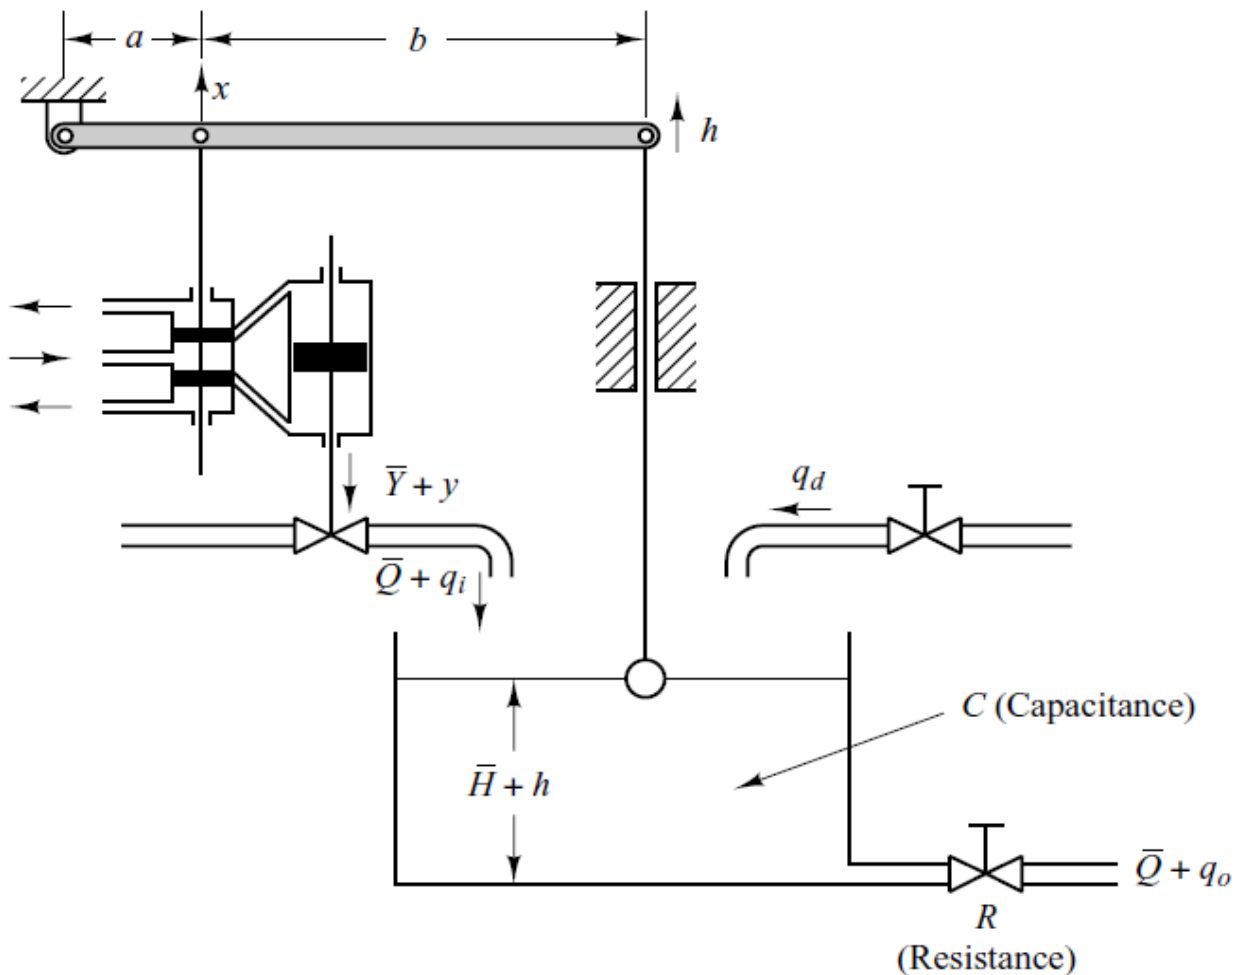 a
b
x
h
Y̅ + y
q_d
Q̅ + q_i
C (Capacitance)
H̅ + h
Q̅ + q_o
R
(Resistance)